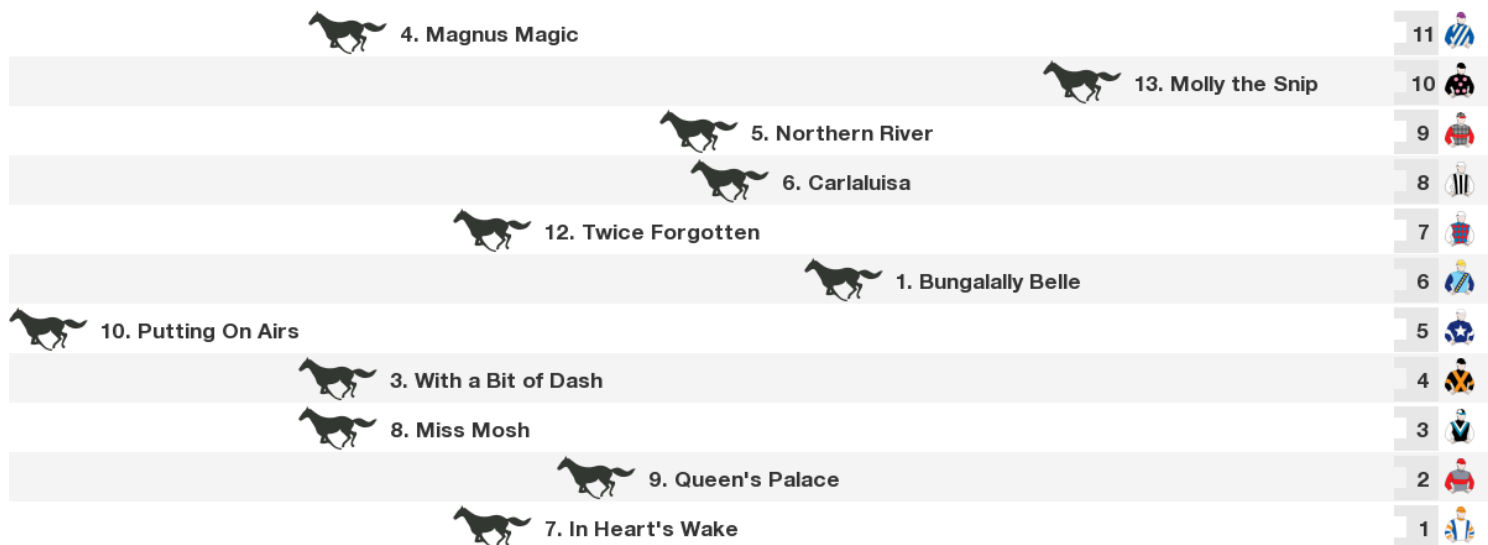 4. Magnus Magic 11
13. Molly the Snip 10
5. Northern River 9
6. Carlaluisa 8
12. Twice Forgotten 7
1. Bungalally Belle 6
10. Putting On Airs 5
3. With a Bit of Dash 4
8. Miss Mosh 3
9. Queen's Palace 2
7. In Heart's Wake 1